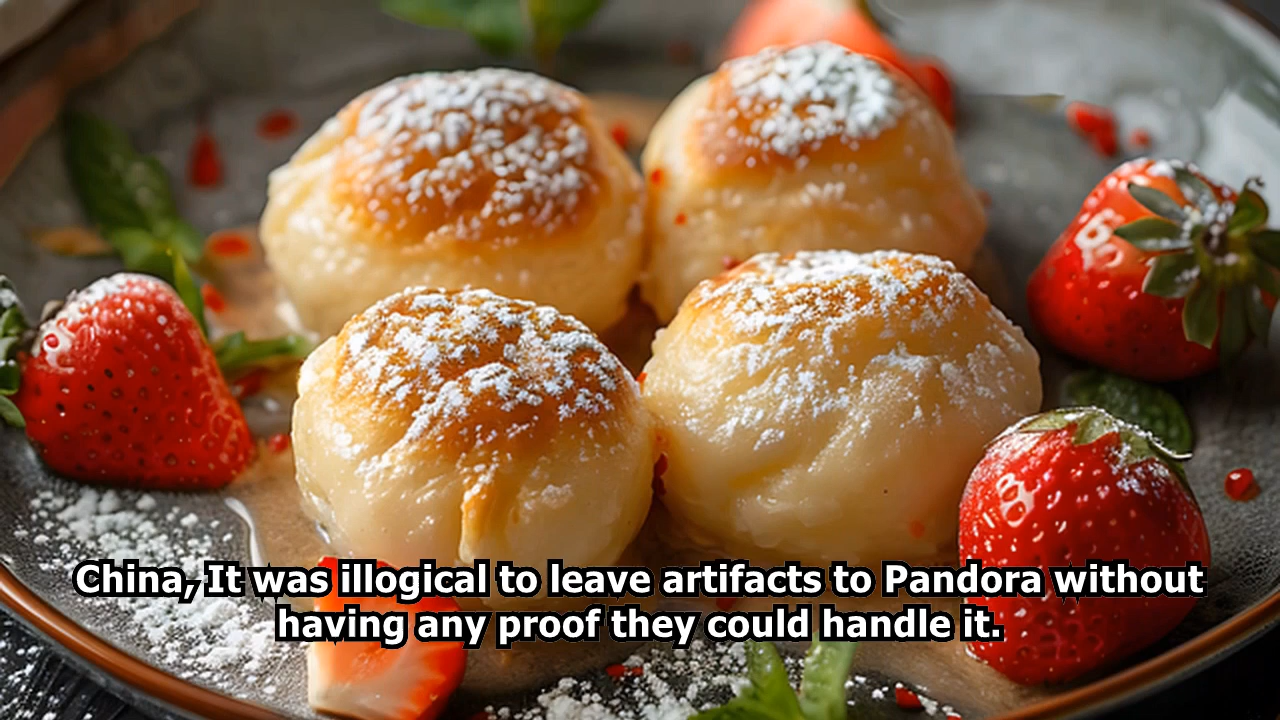 China, It was illogical to leave artifacts to Pandora without
having any proof they could handle it.